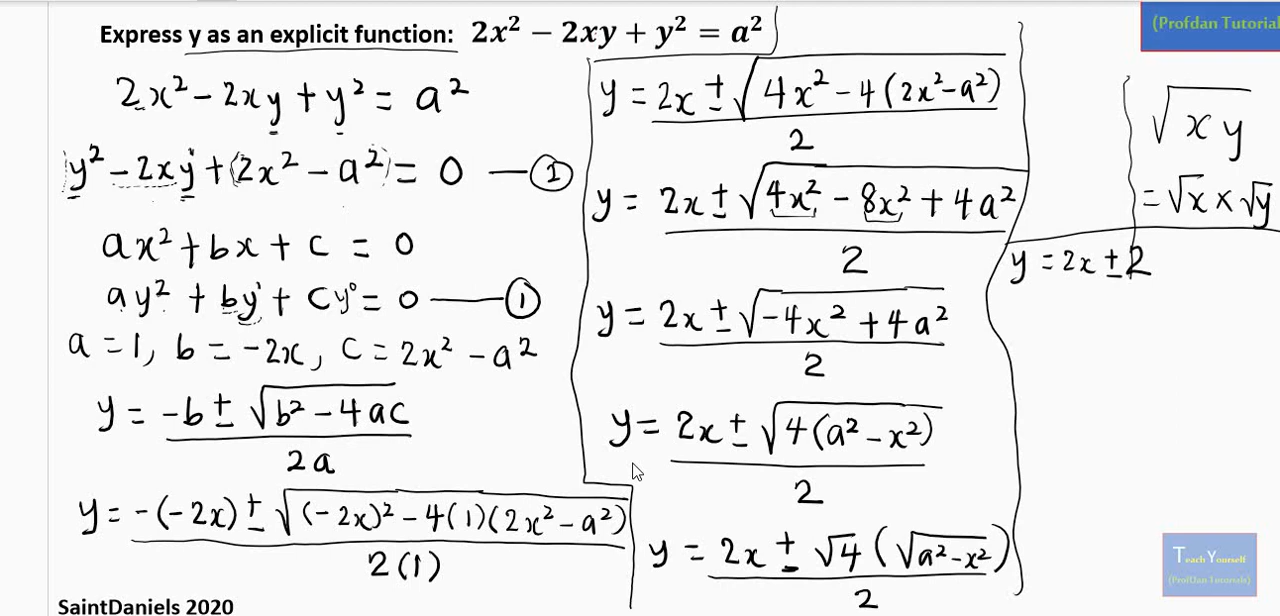 Express y as an explicit function: 2x² − 2xy + y² = a²
(Profdan Tutorial
2x² − 2xy + y² = a²
y² − 2xy + (2x² − a²) = 0 — ①
ax² + bx + c = 0
ay² + by¹ + cy⁰ = 0 — ①
a = 1, b = −2x, c = 2x² − a²
y = (−b ± √(b² − 4ac)) / 2a
y = (−(−2x) ± √((−2x)² − 4(1)(2x² − a²))) / 2(1)
SaintDaniels 2020
y = (2x ± √(4x² − 4(2x² − a²))) / 2
y = (2x ± √(4x² − 8x² + 4a²)) / 2
y = (2x ± √(−4x² + 4a²)) / 2
y = (2x ± √(4(a² − x²))) / 2
y = (2x ± √4 (√(a² − x²))) / 2
√xy
= √x × √y
y = 2x ± 2
Teach Yourself
(ProfDan Tutorials)